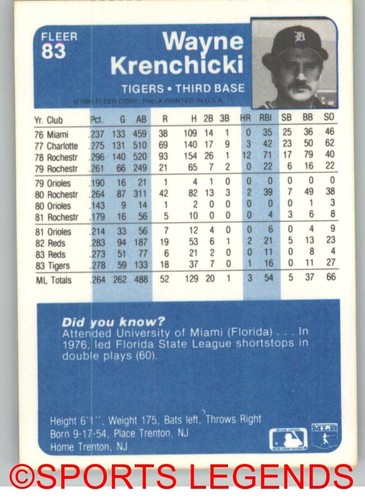 FLEER
83
Wayne
Krenchicki
TIGERS • THIRD BASE
© 1984 FLEER CORP. PHILA PRINTED IN U.S.A.
Yr. Club Pct. G AB R H 2B 3B HR RBI SB BB SO
76 Miami .237 133 459 38 109 14 1 0 35 25 36 46
77 Charlotte .275 131 510 69 140 17 9 3 42 23 50 62
78 Rochestr .296 140 520 93 154 26 1 12 71 17 79 40
79 Rochestr .261 66 249 21 65 7 2 0 22 6 16 22
79 Orioles .190 16 21 1 4 1 0 0 0 0 0 0
80 Rochestr .264 87 311 42 82 13 3 2 39 7 49 38
80 Orioles .143 9 14 1 2 0 0 0 0 0 1 3
81 Rochestr .179 16 56 5 10 2 0 0 4 3 6 8
81 Orioles .214 33 56 7 12 4 0 0 6 0 4 9
82 Reds .283 94 187 19 53 6 1 2 21 5 13 23
83 Reds .273 51 77 6 21 2 0 0 11 0 8 4
83 Tigers .278 59 133 18 37 7 0 1 16 0 11 27
ML Totals .264 262 488 52 129 20 1 3 54 5 37 66
Did you know?
Attended University of Miami (Florida) . . . In
1976, led Florida State League shortstops in
double plays (60).
Height 6'1", Weight 175, Bats left, Throws Right
Born 9-17-54, Place Trenton, NJ
Home Trenton, NJ
©SPORTS LEGENDS